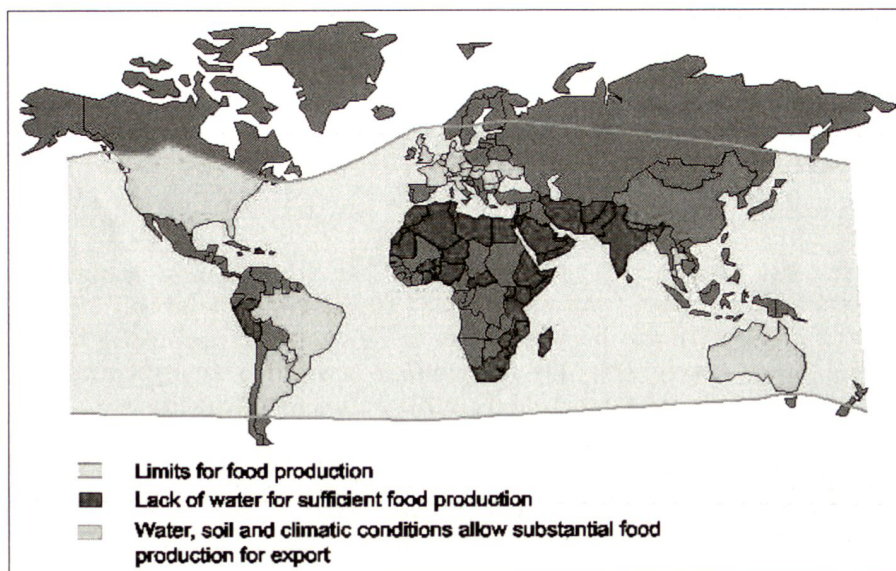 Limits for food production
Lack of water for sufficient food production
Water, soil and climatic conditions allow substantial food
production for export